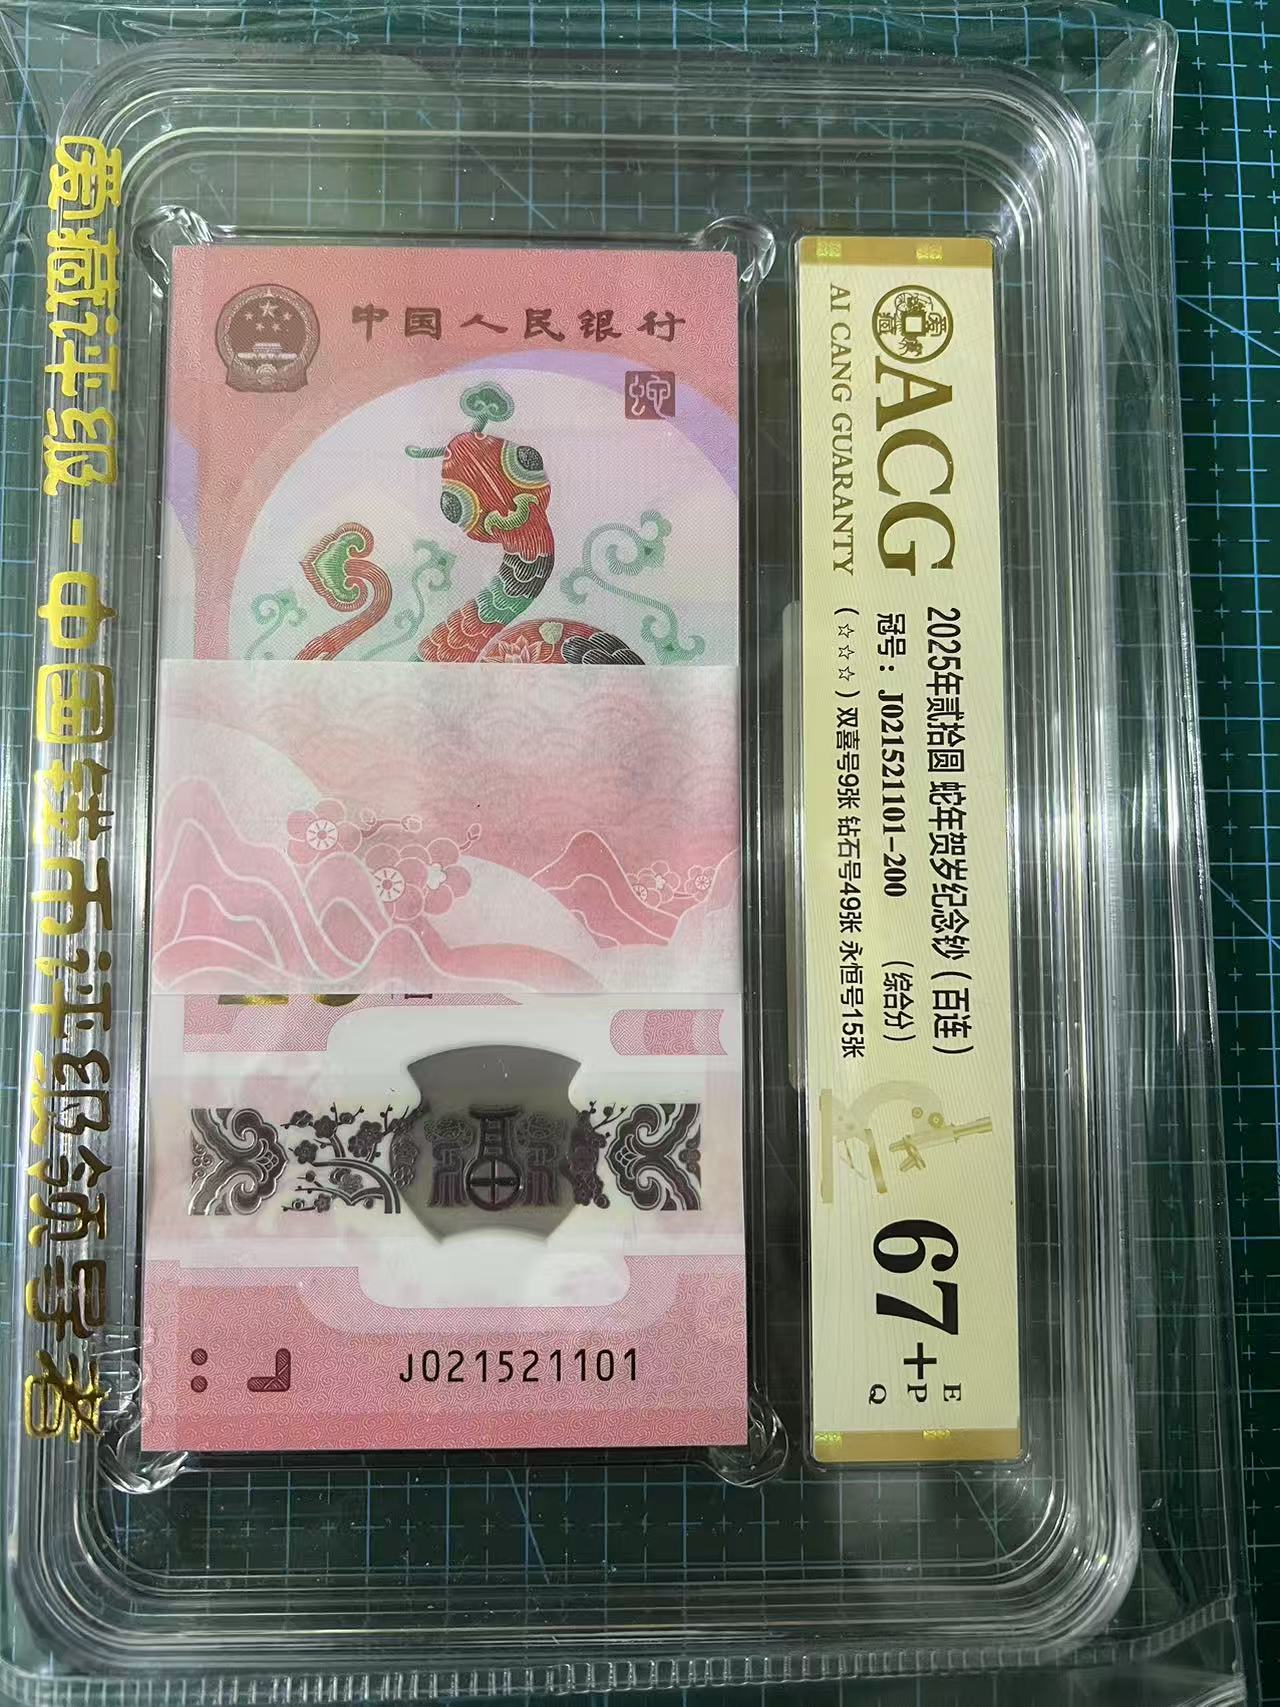 爱藏评级-中国钱币评级领导者
中国人民银行
蛇
福
J021521101
爱藏
ACG
AI CANG GUARANTY
2025年贰拾圆 蛇年贺岁纪念钞（百连）
冠号：J021521101-200 （综合分）
（☆☆☆）双喜号9张 钻石号49张 永恒号15张
67+
E
P
Q